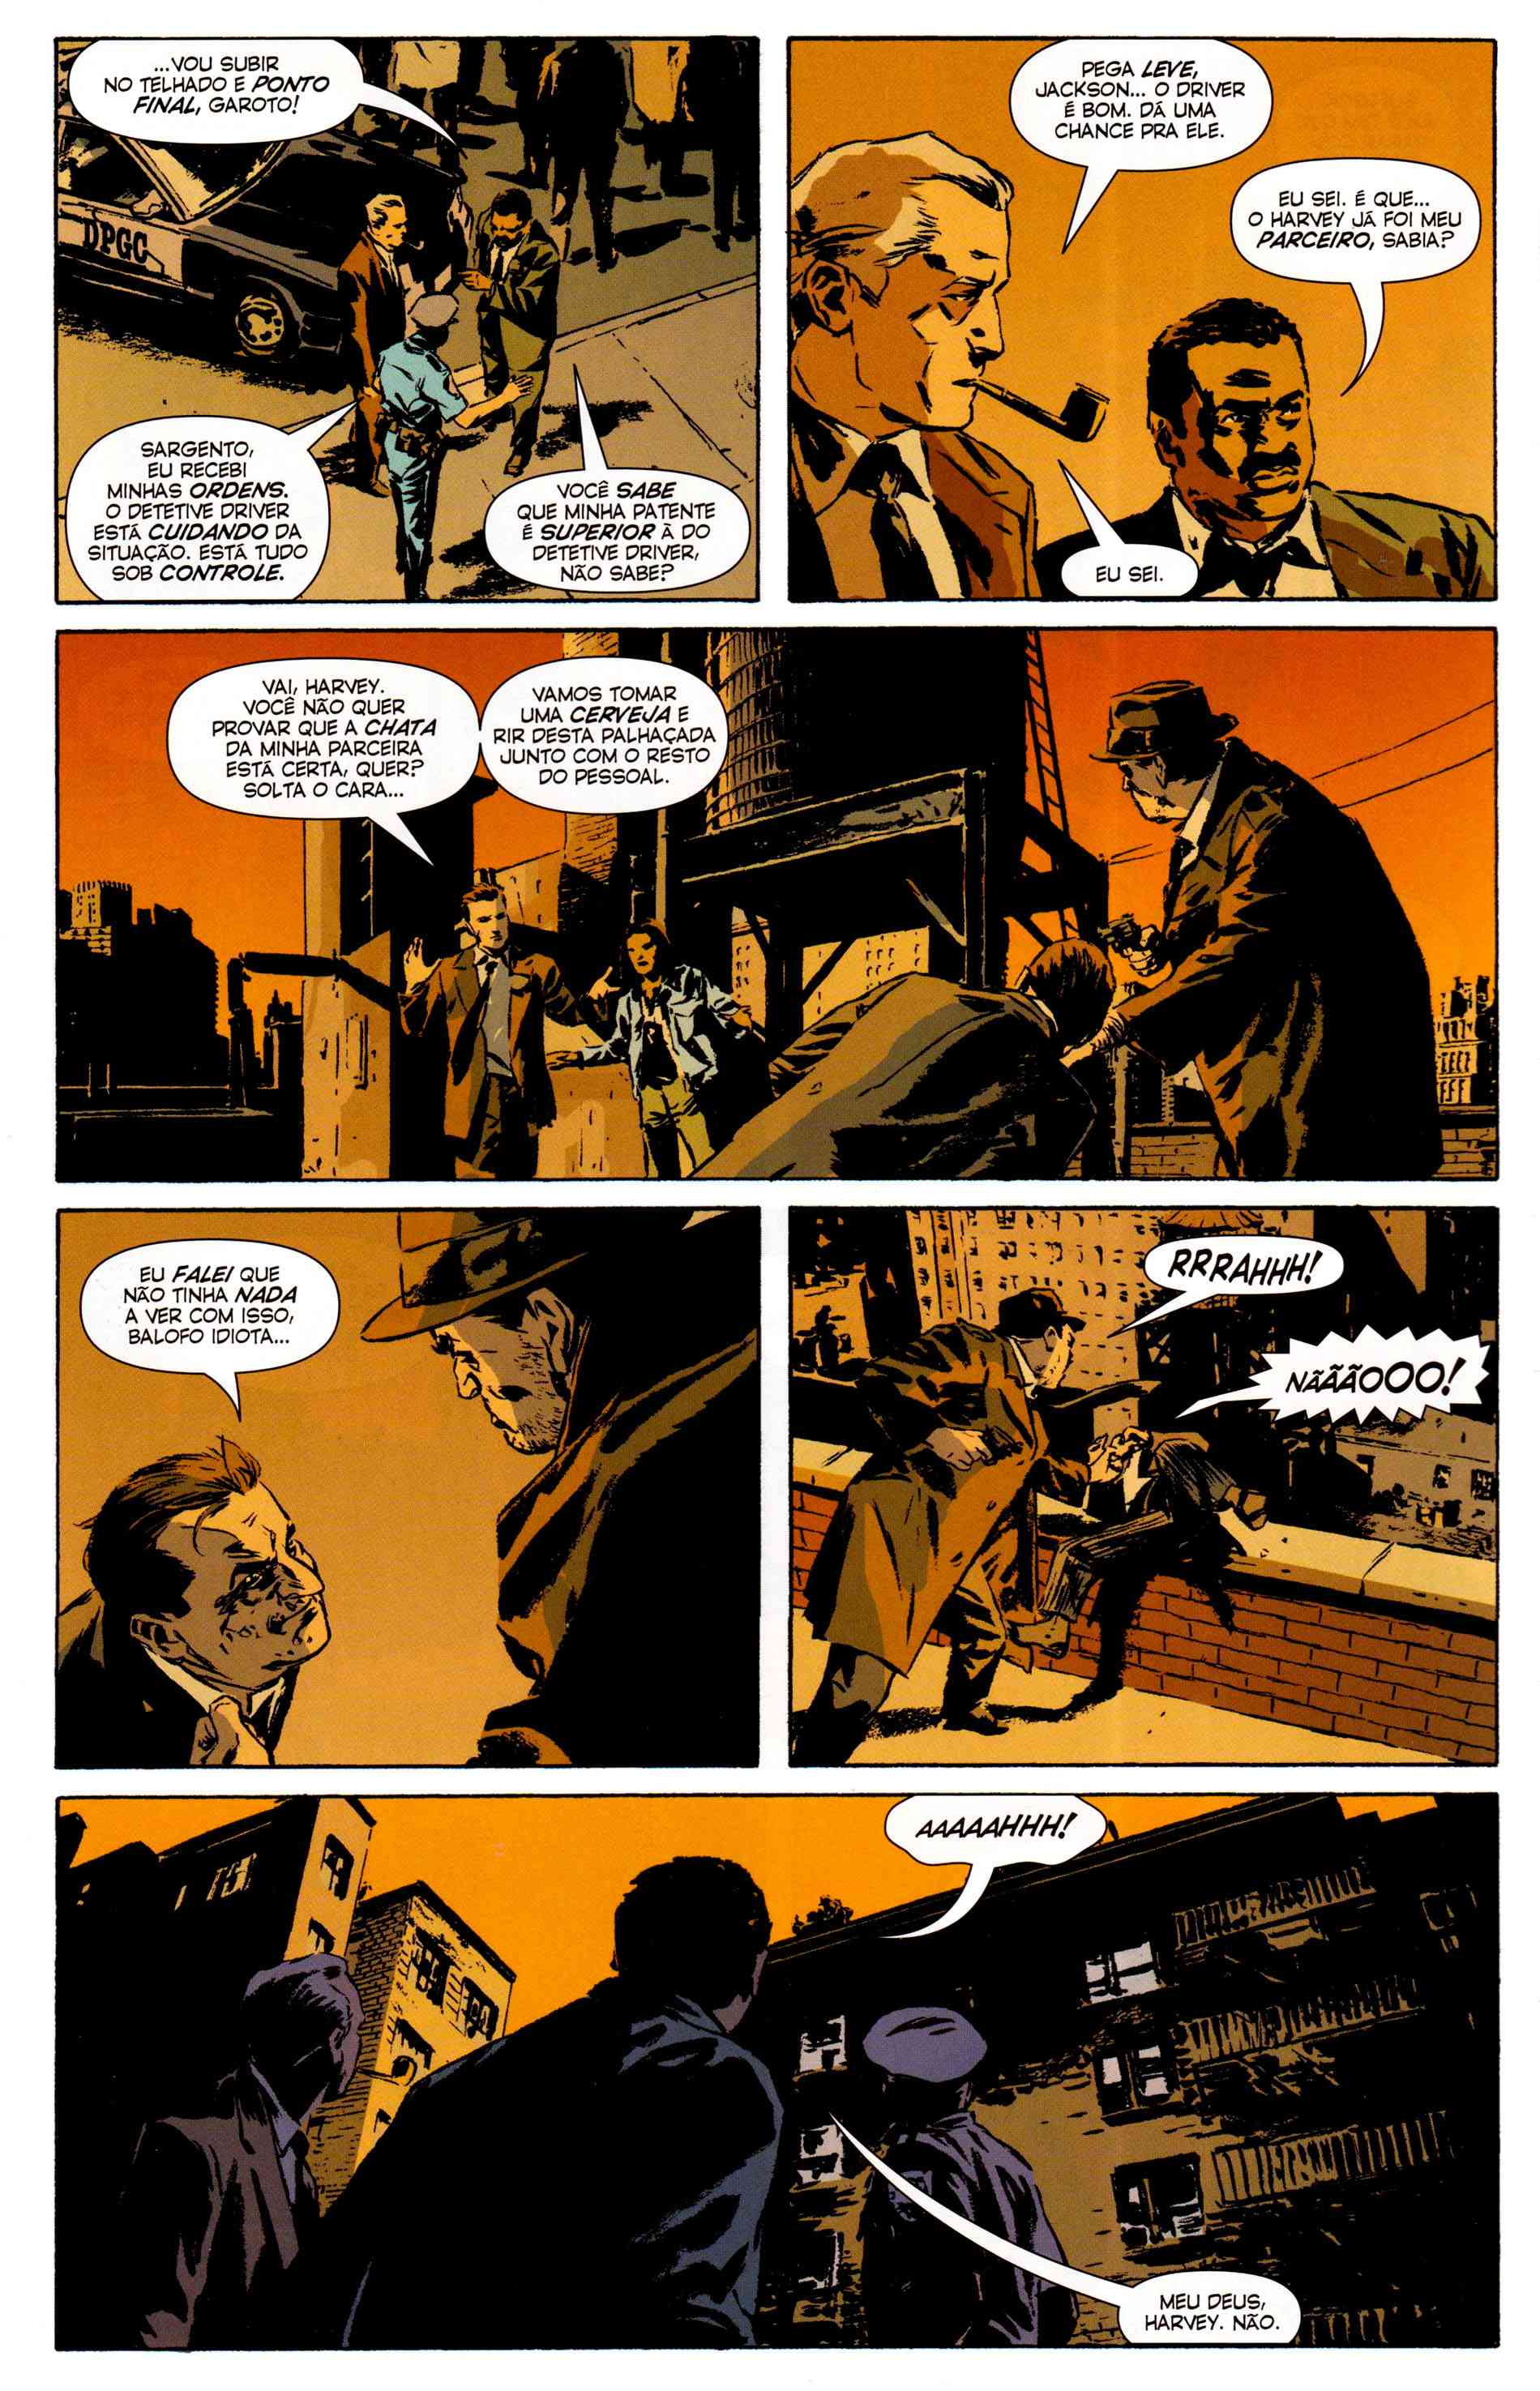 ...VOU SUBIR
NO TELHADO E PONTO
FINAL, GAROTO!
DPGC
SARGENTO,
EU RECEBI
MINHAS ORDENS.
O DETETIVE DRIVER
ESTÁ CUIDANDO DA
SITUAÇÃO. ESTÁ TUDO
SOB CONTROLE.
VOCÊ SABE
QUE MINHA PATENTE
É SUPERIOR À DO
DETETIVE DRIVER,
NÃO SABE?
PEGA LEVE,
JACKSON... O DRIVER
É BOM. DÁ UMA
CHANCE PRA ELE.
EU SEI. É QUE...
O HARVEY JÁ FOI MEU
PARCEIRO, SABIA?
EU SEI.
VAI, HARVEY.
VOCÊ NÃO QUER
PROVAR QUE A CHATA
DA MINHA PARCEIRA
ESTÁ CERTA, QUER?
SOLTA O CARA...
VAMOS TOMAR
UMA CERVEJA E
RIR DESTA PALHAÇADA
JUNTO COM O RESTO
DO PESSOAL.
EU FALEI QUE
NÃO TINHA NADA
A VER COM ISSO,
BALOFO IDIOTA...
RRRAHHH!
NÃÃÃOOO!
AAAAAHHH!
MEU DEUS,
HARVEY. NÃO.